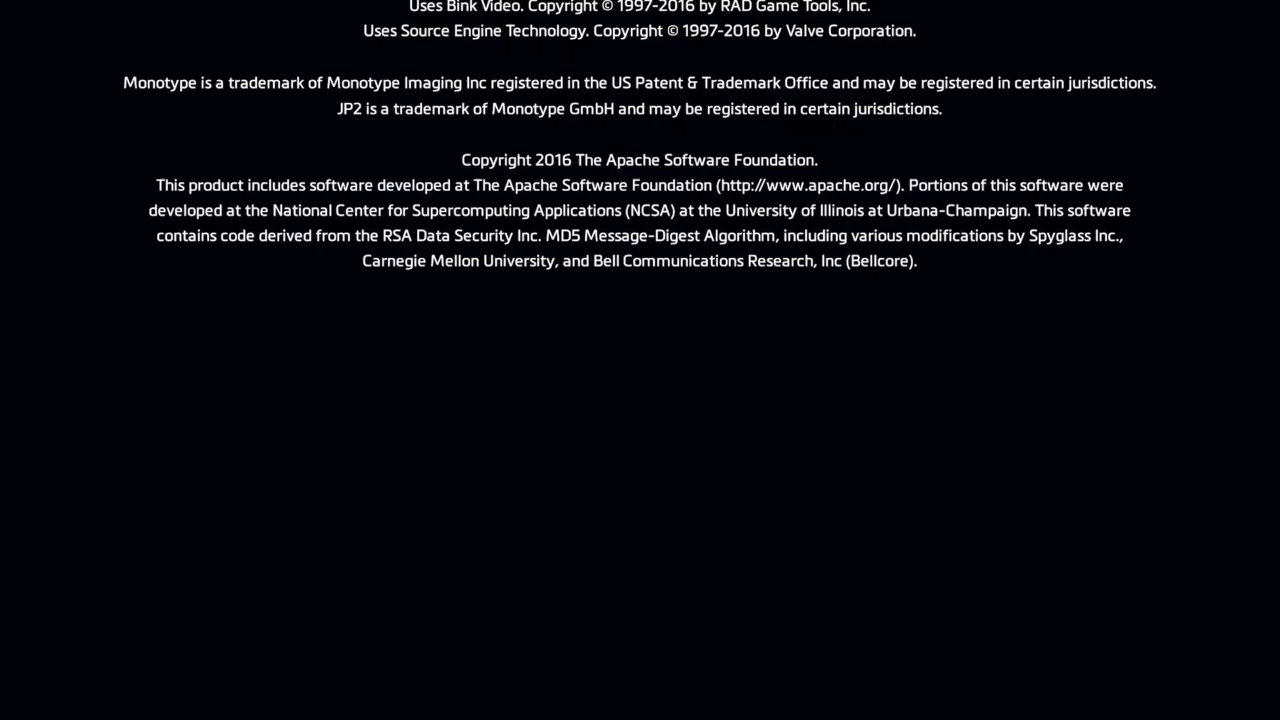 Uses Bink Video. Copyright © 1997-2016 by RAD Game Tools, Inc.
Uses Source Engine Technology. Copyright © 1997-2016 by Valve Corporation.
Monotype is a trademark of Monotype Imaging Inc registered in the US Patent & Trademark Office and may be registered in certain jurisdictions.
JP2 is a trademark of Monotype GmbH and may be registered in certain jurisdictions.
Copyright 2016 The Apache Software Foundation.
This product includes software developed at The Apache Software Foundation (http://www.apache.org/). Portions of this software were
developed at the National Center for Supercomputing Applications (NCSA) at the University of Illinois at Urbana-Champaign. This software
contains code derived from the RSA Data Security Inc. MD5 Message-Digest Algorithm, including various modifications by Spyglass Inc.,
Carnegie Mellon University, and Bell Communications Research, Inc (Bellcore).